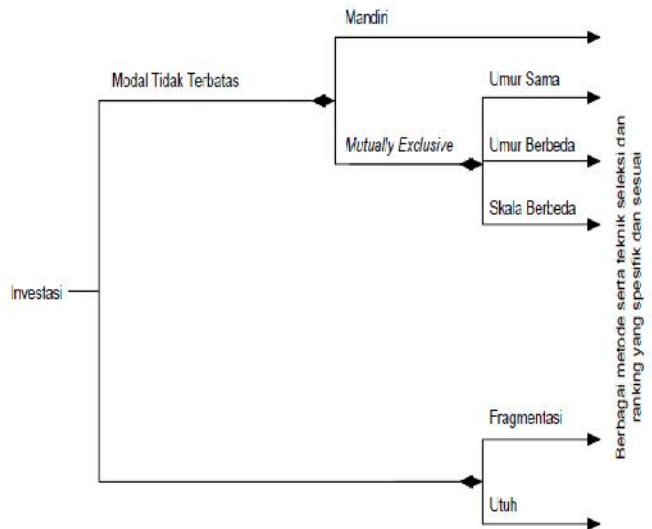 Mandiri
Modal Tidak Terbatas
Umur Sama
Mutually Exclusive
Umur Berbeda
Skala Berbeda
Investasi
Fragmentasi
Utuh
Berbagai metode serta teknik seleksi dan
ranking yang spesifik dan sesuai